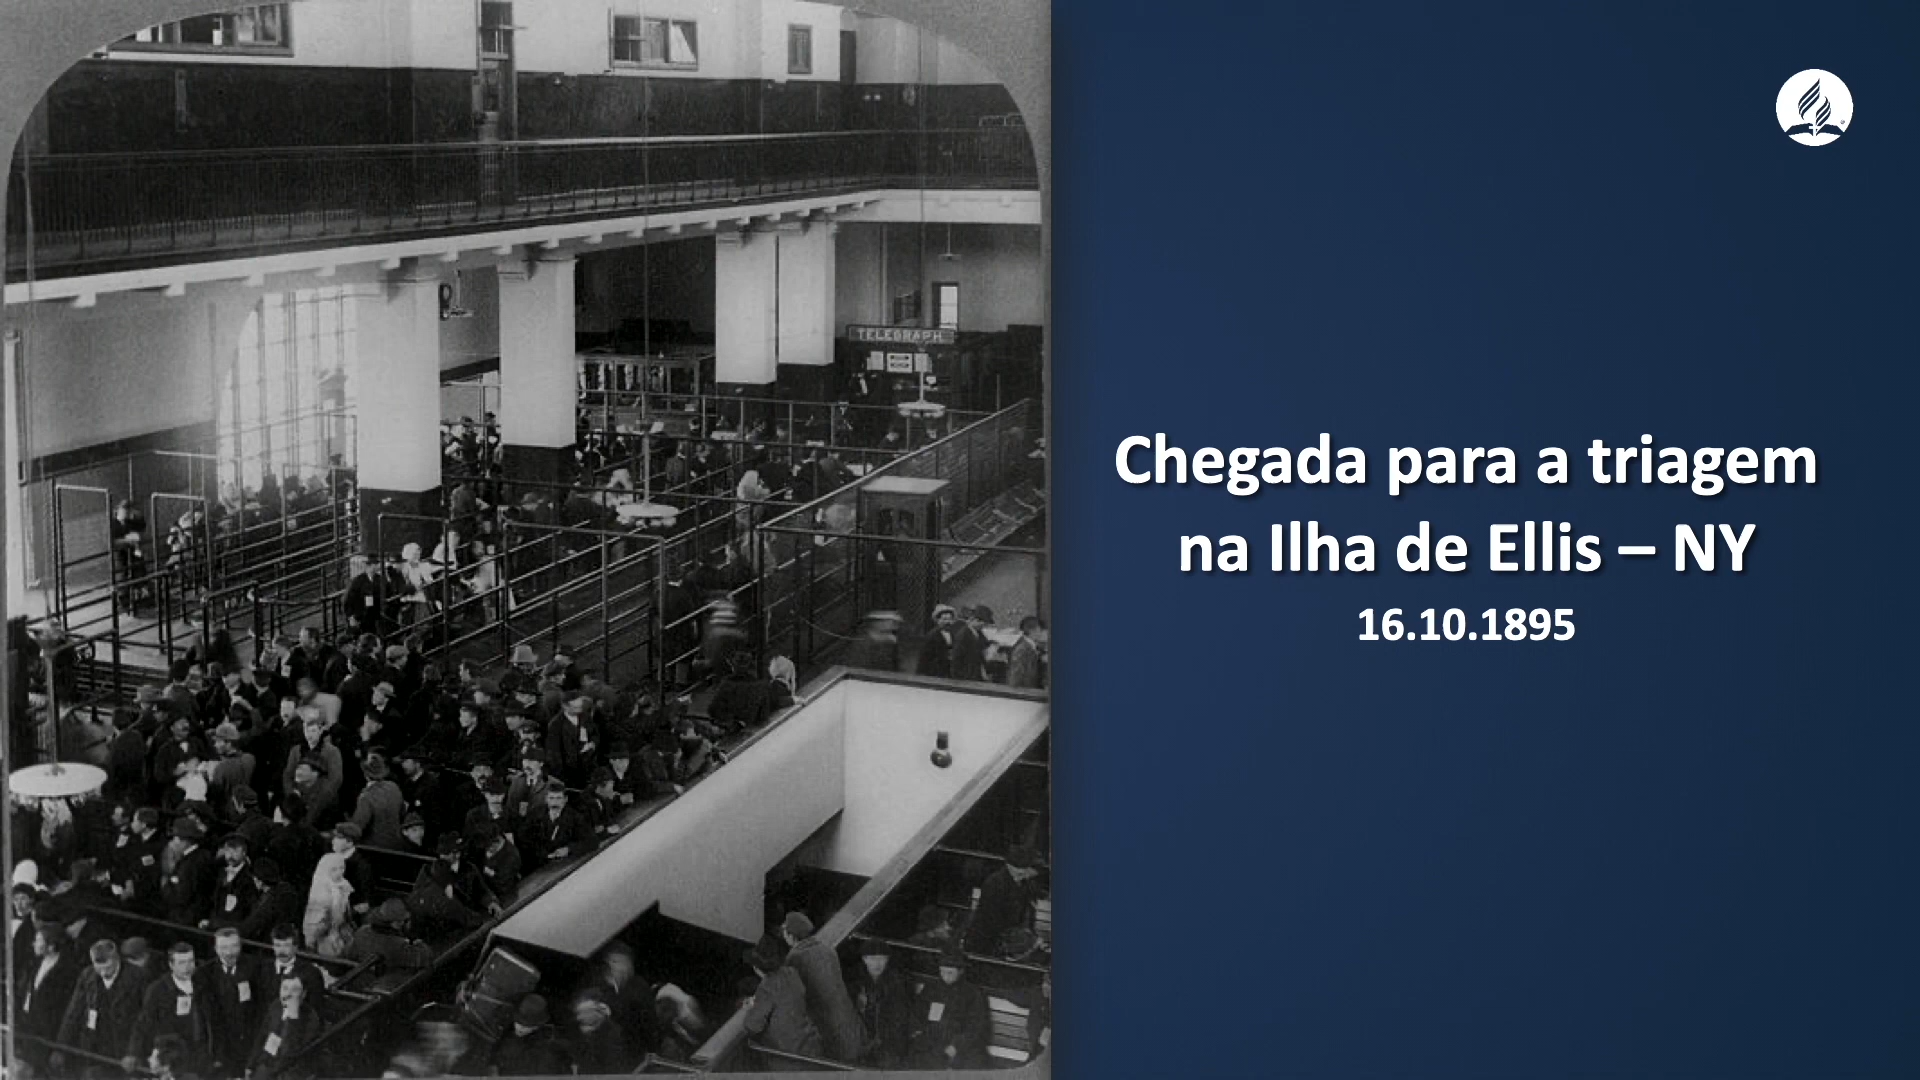 TELEGRAPH
Chegada para a triagem
na Ilha de Ellis – NY
16.10.1895